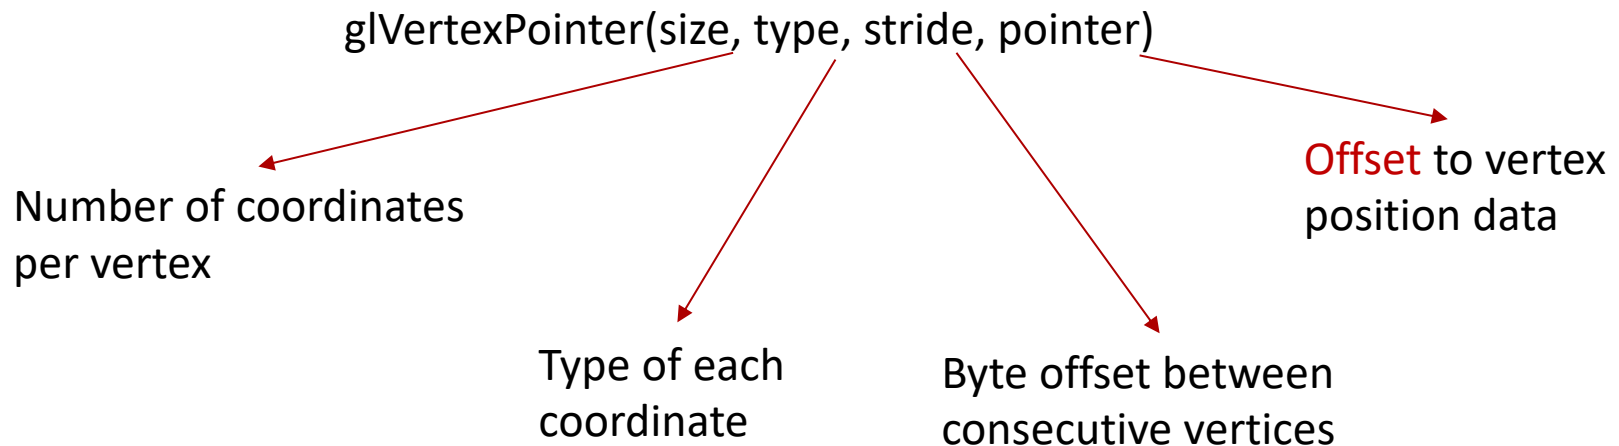 glVertexPointer(size, type, stride, pointer)
Number of coordinates
per vertex
Type of each
coordinate
Byte offset between
consecutive vertices
Offset to vertex
position data